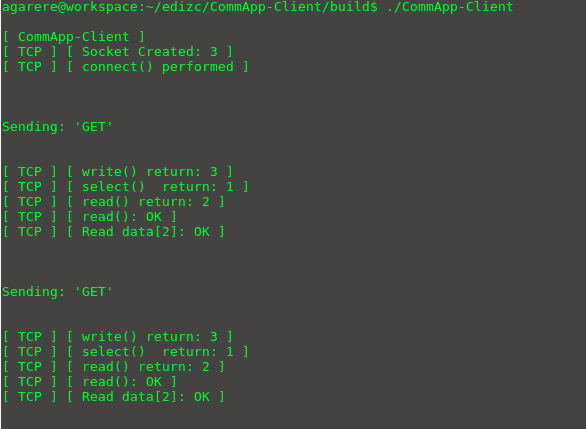 agarere@workspace:~/edizc/CommApp-Client/build$ ./CommApp-Client
[ CommApp-Client ]
[ TCP ] [ Socket Created: 3 ]
[ TCP ] [ connect() performed ]
Sending: 'GET'
[ TCP ] [ write() return: 3 ]
[ TCP ] [ select()  return: 1 ]
[ TCP ] [ read() return: 2 ]
[ TCP ] [ read(): OK ]
[ TCP ] [ Read data[2]: OK ]
Sending: 'GET'
[ TCP ] [ write() return: 3 ]
[ TCP ] [ select()  return: 1 ]
[ TCP ] [ read() return: 2 ]
[ TCP ] [ read(): OK ]
[ TCP ] [ Read data[2]: OK ]